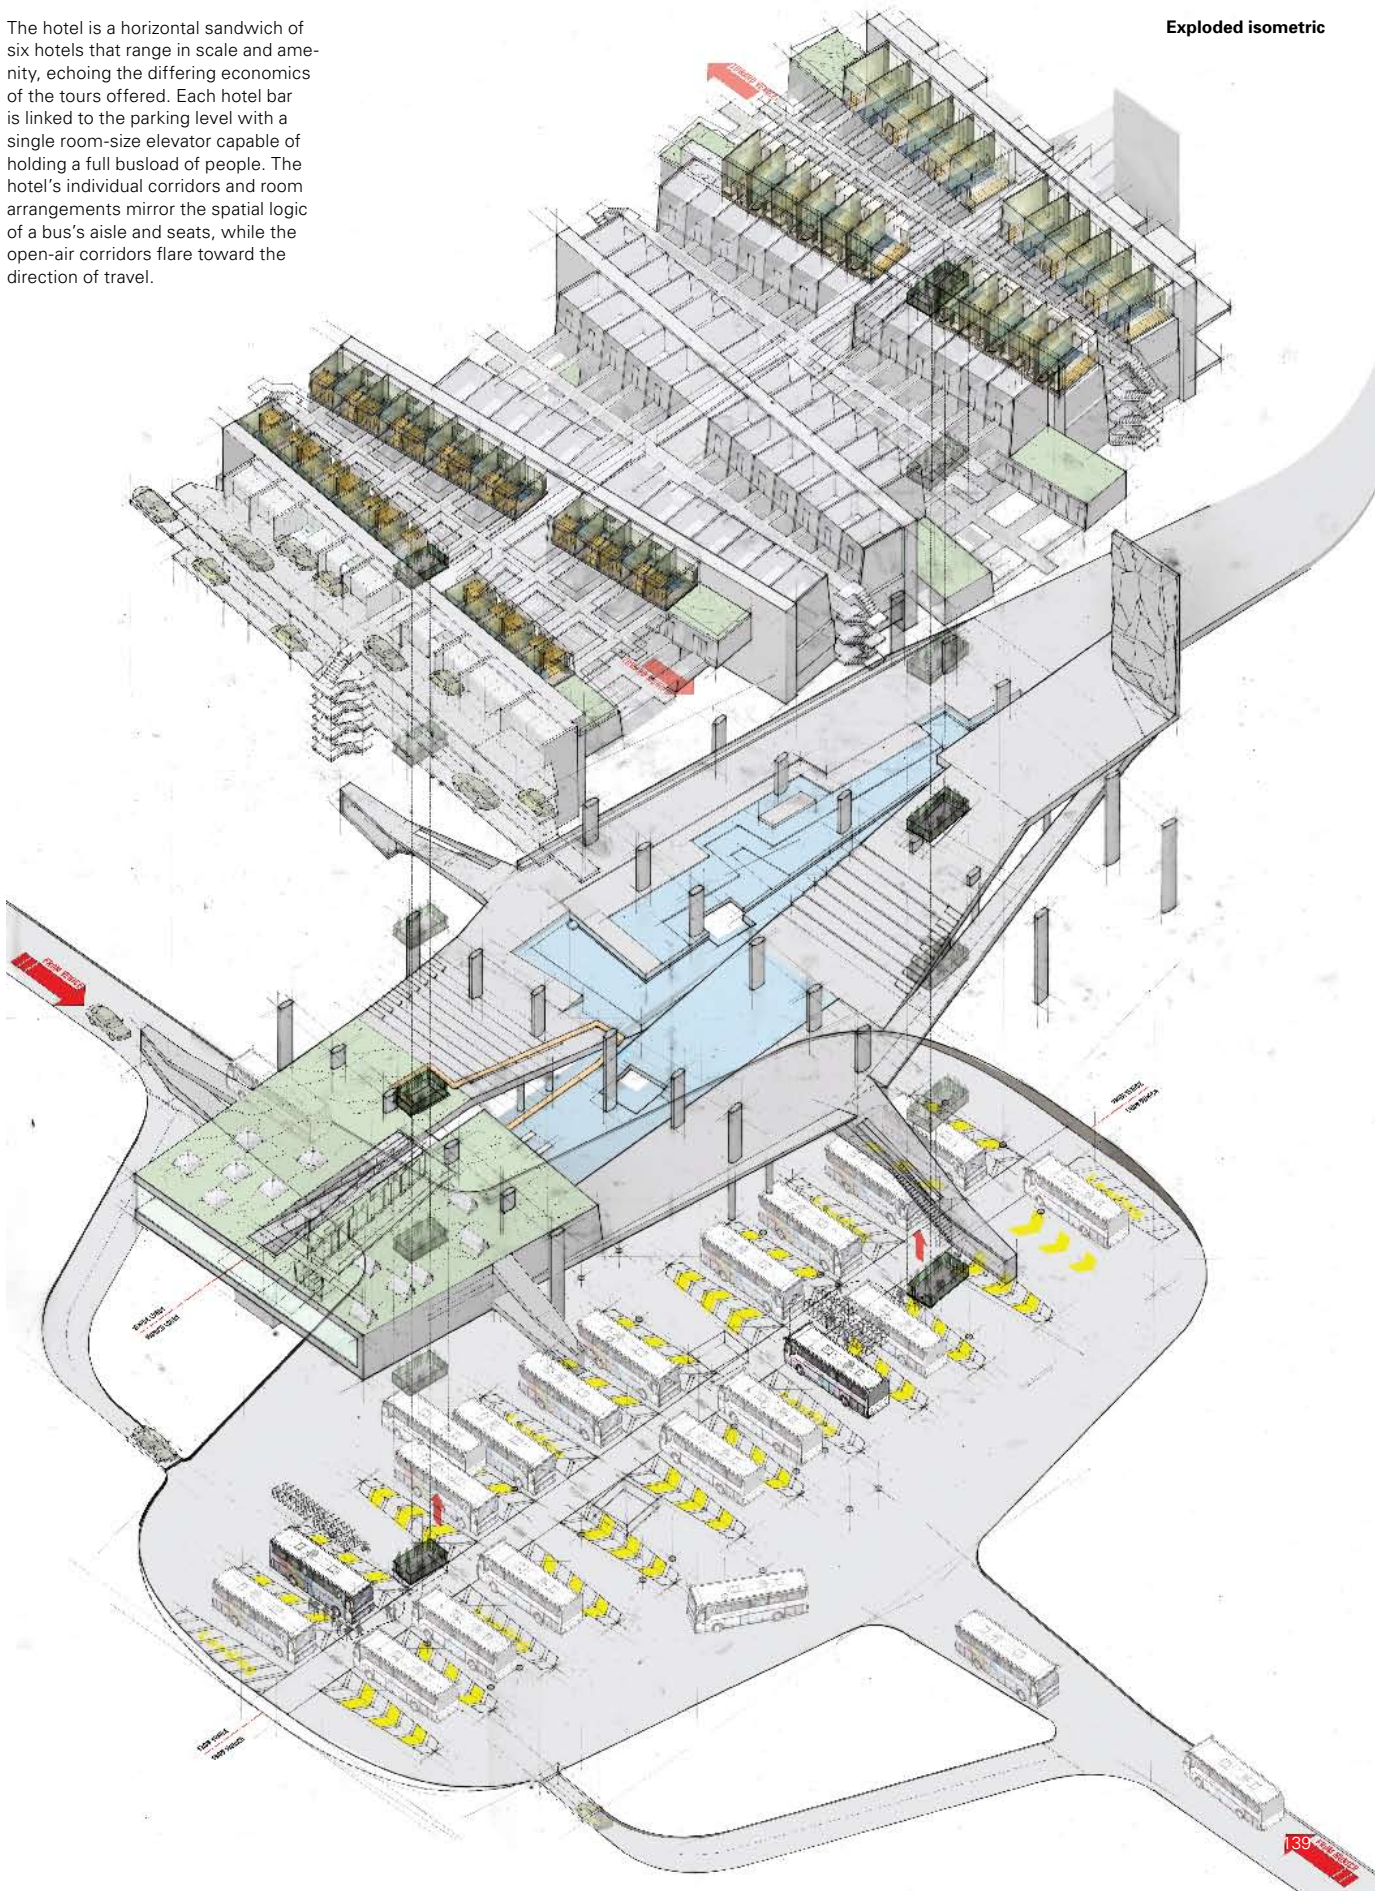 The hotel is a horizontal sandwich of
six hotels that range in scale and ame-
nity, echoing the differing economics
of the tours offered. Each hotel bar
is linked to the parking level with a
single room-size elevator capable of
holding a full busload of people. The
hotel’s individual corridors and room
arrangements mirror the spatial logic
of a bus’s aisle and seats, while the
open-air corridors flare toward the
direction of travel.
Exploded isometric
FROM VENICE
139